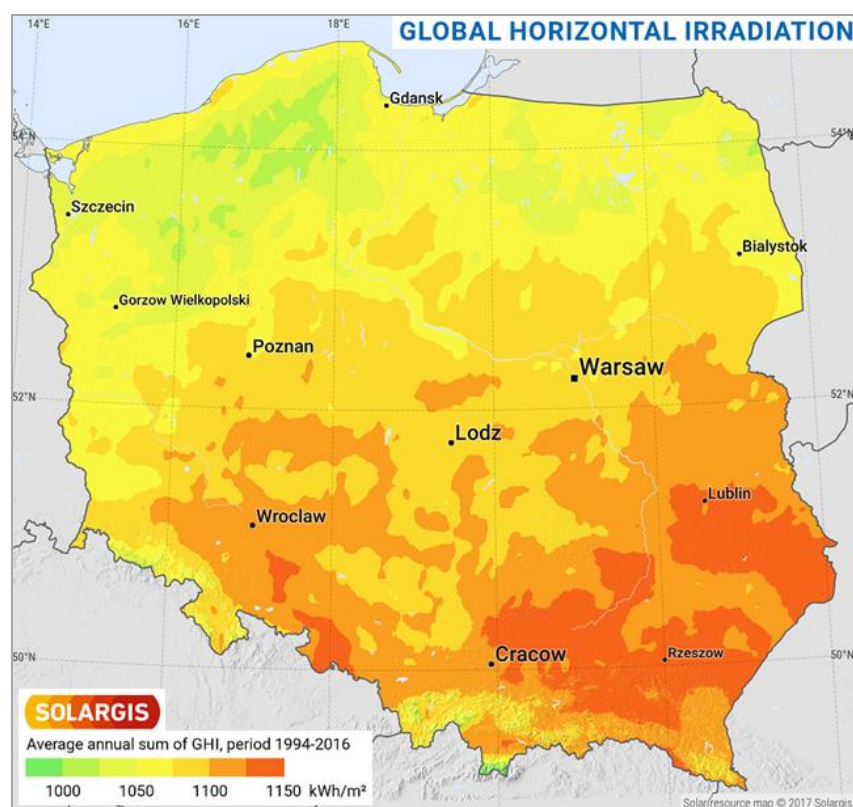 14°E 16°E 18°E
GLOBAL HORIZONTAL IRRADIATION
Gdansk
54°N 54°N
Szczecin
Bialystok
Gorzow Wielkopolski
Poznan
Warsaw
52°N 52°N
Lodz
Lublin
Wroclaw
50°N 50°N
Cracow
Rzeszow
SOLARGIS
Average annual sum of GHI, period 1994-2016
1000 1050 1100 1150 kWh/m²
Solar resource map © 2017 Solargis